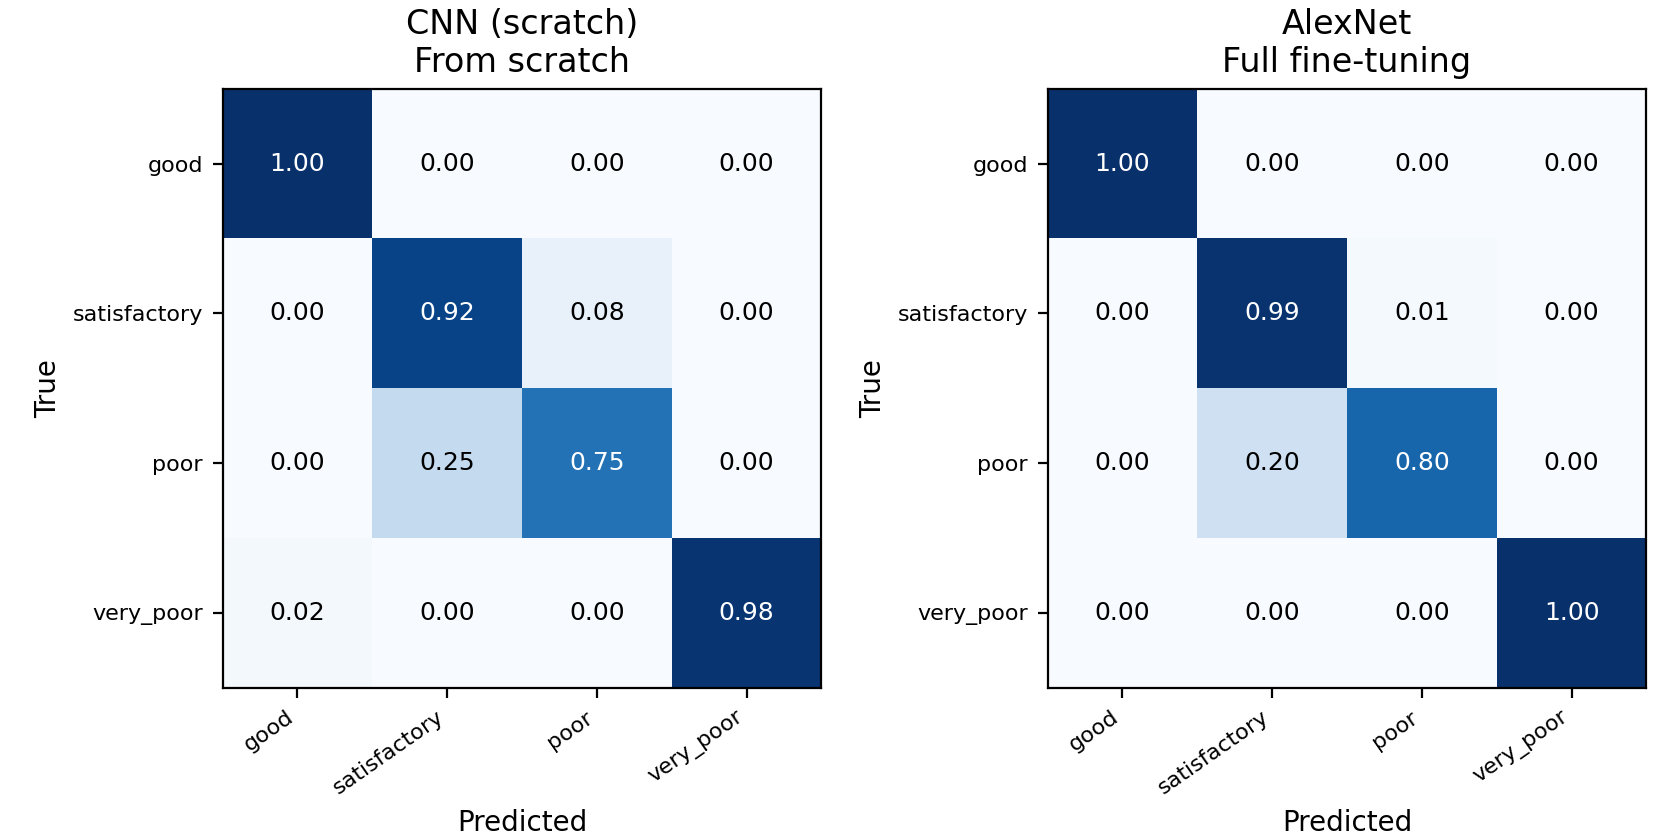 CNN (scratch)
From scratch
True
good
1.00 0.00 0.00 0.00
satisfactory
0.00 0.92 0.08 0.00
poor
0.00 0.25 0.75 0.00
very_poor
0.02 0.00 0.00 0.98
good
satisfactory
poor
very_poor
Predicted
AlexNet
Full fine-tuning
True
good
1.00 0.00 0.00 0.00
satisfactory
0.00 0.99 0.01 0.00
poor
0.00 0.20 0.80 0.00
very_poor
0.00 0.00 0.00 1.00
good
satisfactory
poor
very_poor
Predicted